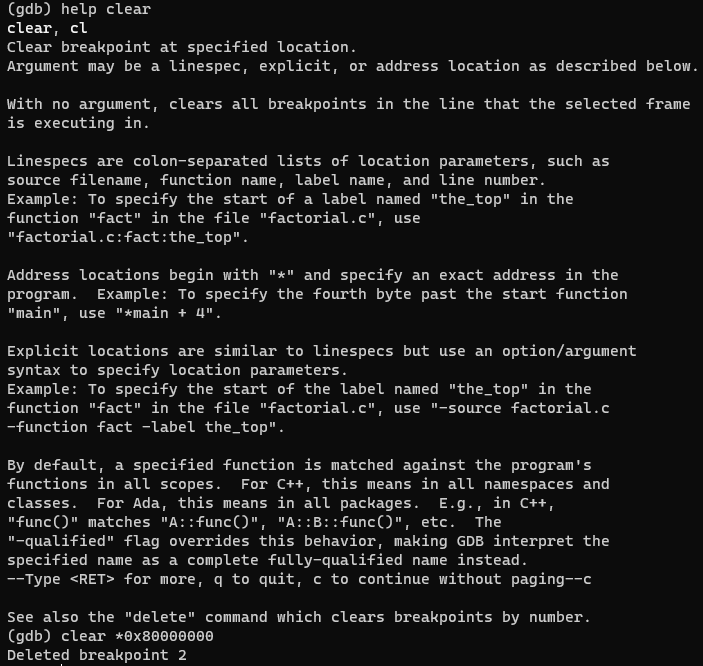 (gdb) help clear
clear, cl
Clear breakpoint at specified location.
Argument may be a linespec, explicit, or address location as described below.

With no argument, clears all breakpoints in the line that the selected frame
is executing in.

Linespecs are colon-separated lists of location parameters, such as
source filename, function name, label name, and line number.
Example: To specify the start of a label named "the_top" in the
function "fact" in the file "factorial.c", use
"factorial.c:fact:the_top".

Address locations begin with "*" and specify an exact address in the
program.  Example: To specify the fourth byte past the start function
"main", use "*main + 4".

Explicit locations are similar to linespecs but use an option/argument
syntax to specify location parameters.
Example: To specify the start of the label named "the_top" in the
function "fact" in the file "factorial.c", use "-source factorial.c
-function fact -label the_top".

By default, a specified function is matched against the program's
functions in all scopes.  For C++, this means in all namespaces and
classes.  For Ada, this means in all packages.  E.g., in C++,
"func()" matches "A::func()", "A::B::func()", etc.  The
"-qualified" flag overrides this behavior, making GDB interpret the
specified name as a complete fully-qualified name instead.
--Type <RET> for more, q to quit, c to continue without paging--c

See also the "delete" command which clears breakpoints by number.
(gdb) clear *0x80000000
Deleted breakpoint 2